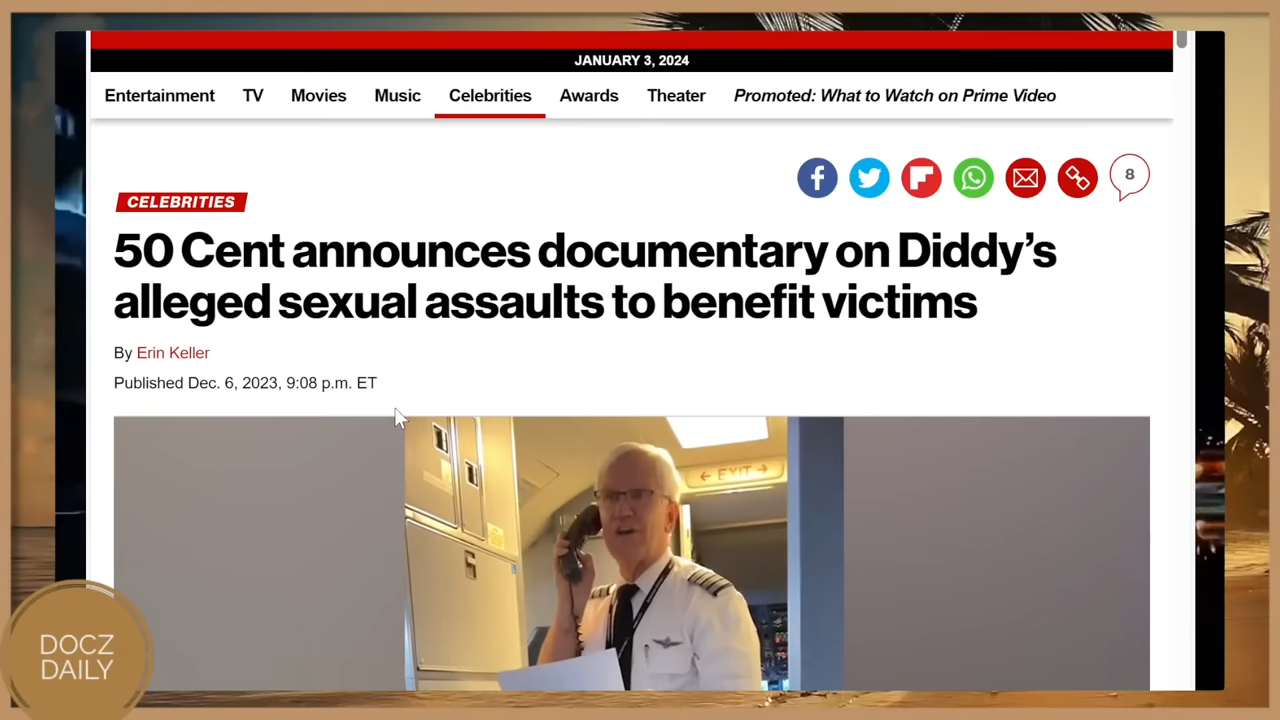 JANUARY 3, 2024
Entertainment TV Movies Music Celebrities Awards Theater Promoted: What to Watch on Prime Video
8
CELEBRITIES
50 Cent announces documentary on Diddy’s
alleged sexual assaults to benefit victims
By Erin Keller
Published Dec. 6, 2023, 9:08 p.m. ET
← EXIT →
DOCZ
DAILY